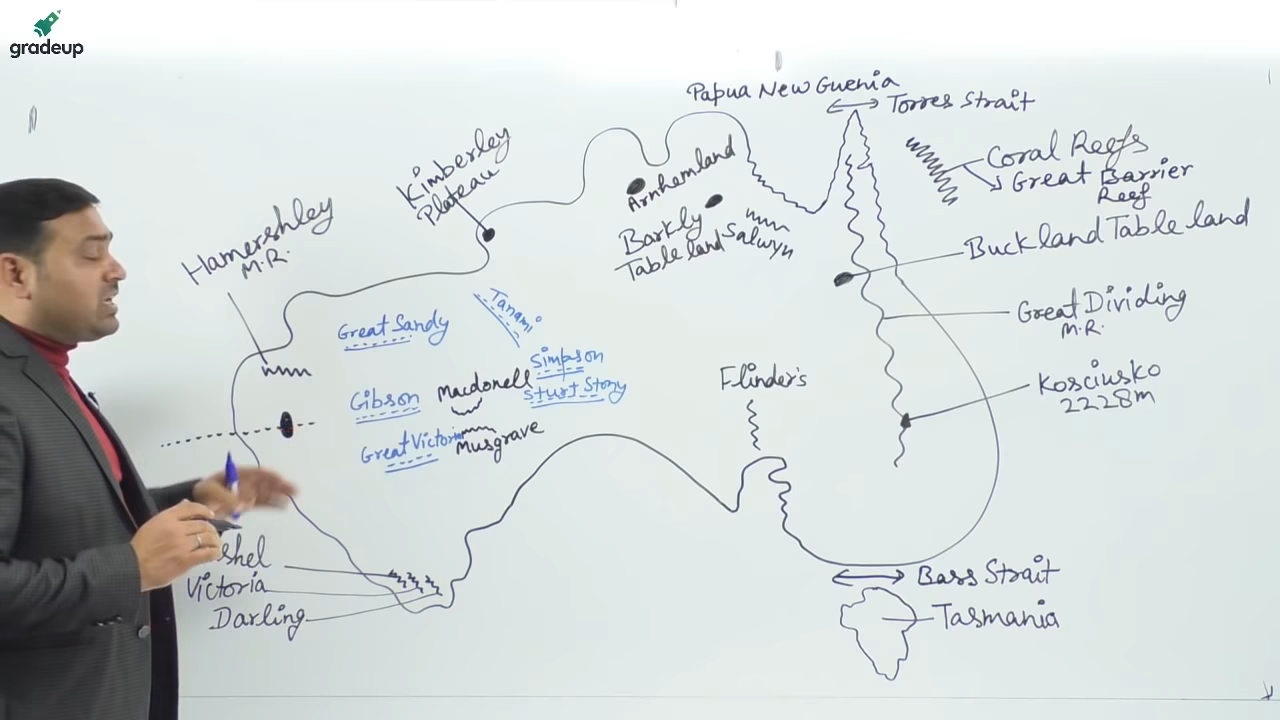 gradeup
Papua New Guenia
Torres Strait
Coral Reefs
Great Barrier
Reef
Kimberley
Plateau
Arnhemland
Barkly
Table land
Salwyn
Buckland Table land
Hamershley
M.R.
Great Dividing
M.R.
Great Sandy
Tanami
Simpson
Sturt Stony
Gibson
Macdonell
Great Victoria
Musgrave
Flinder's
Kosciusko
2228m
Victoria
Darling
Bass Strait
Tasmania